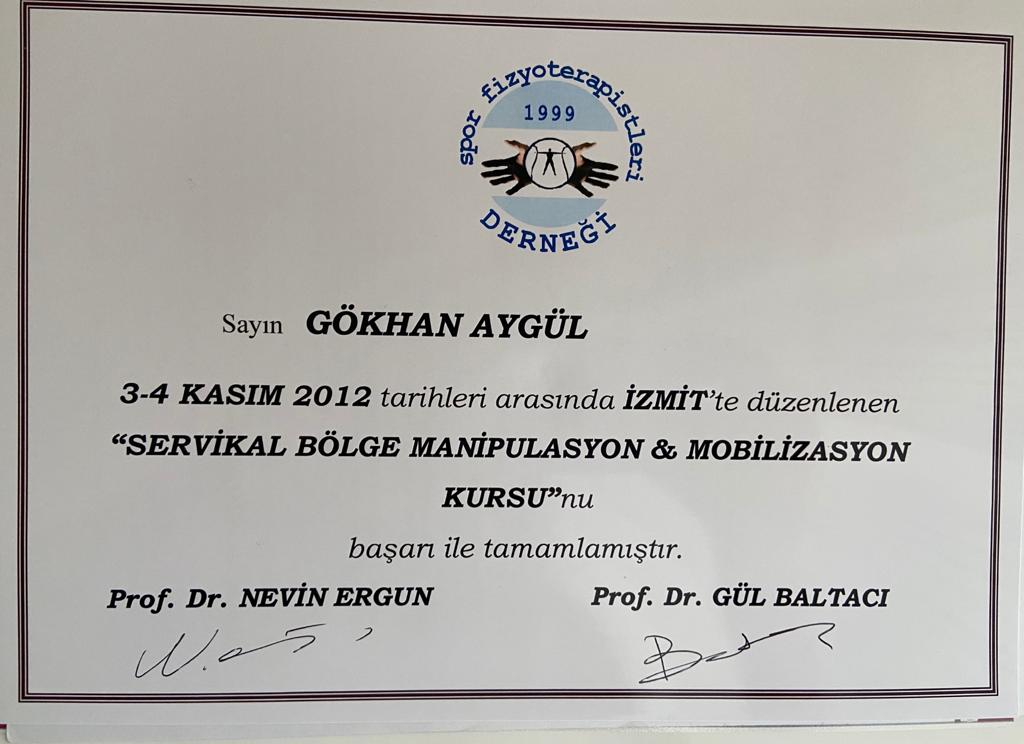 spor fizyoterapistleri
1999
DERNEĞİ
Sayın GÖKHAN AYGÜL
3-4 KASIM 2012 tarihleri arasında İZMİT’te düzenlenen
“SERVİKAL BÖLGE MANİPULASYON & MOBİLİZASYON
KURSU”nu
başarı ile tamamlamıştır.
Prof. Dr. NEVİN ERGUN Prof. Dr. GÜL BALTACI